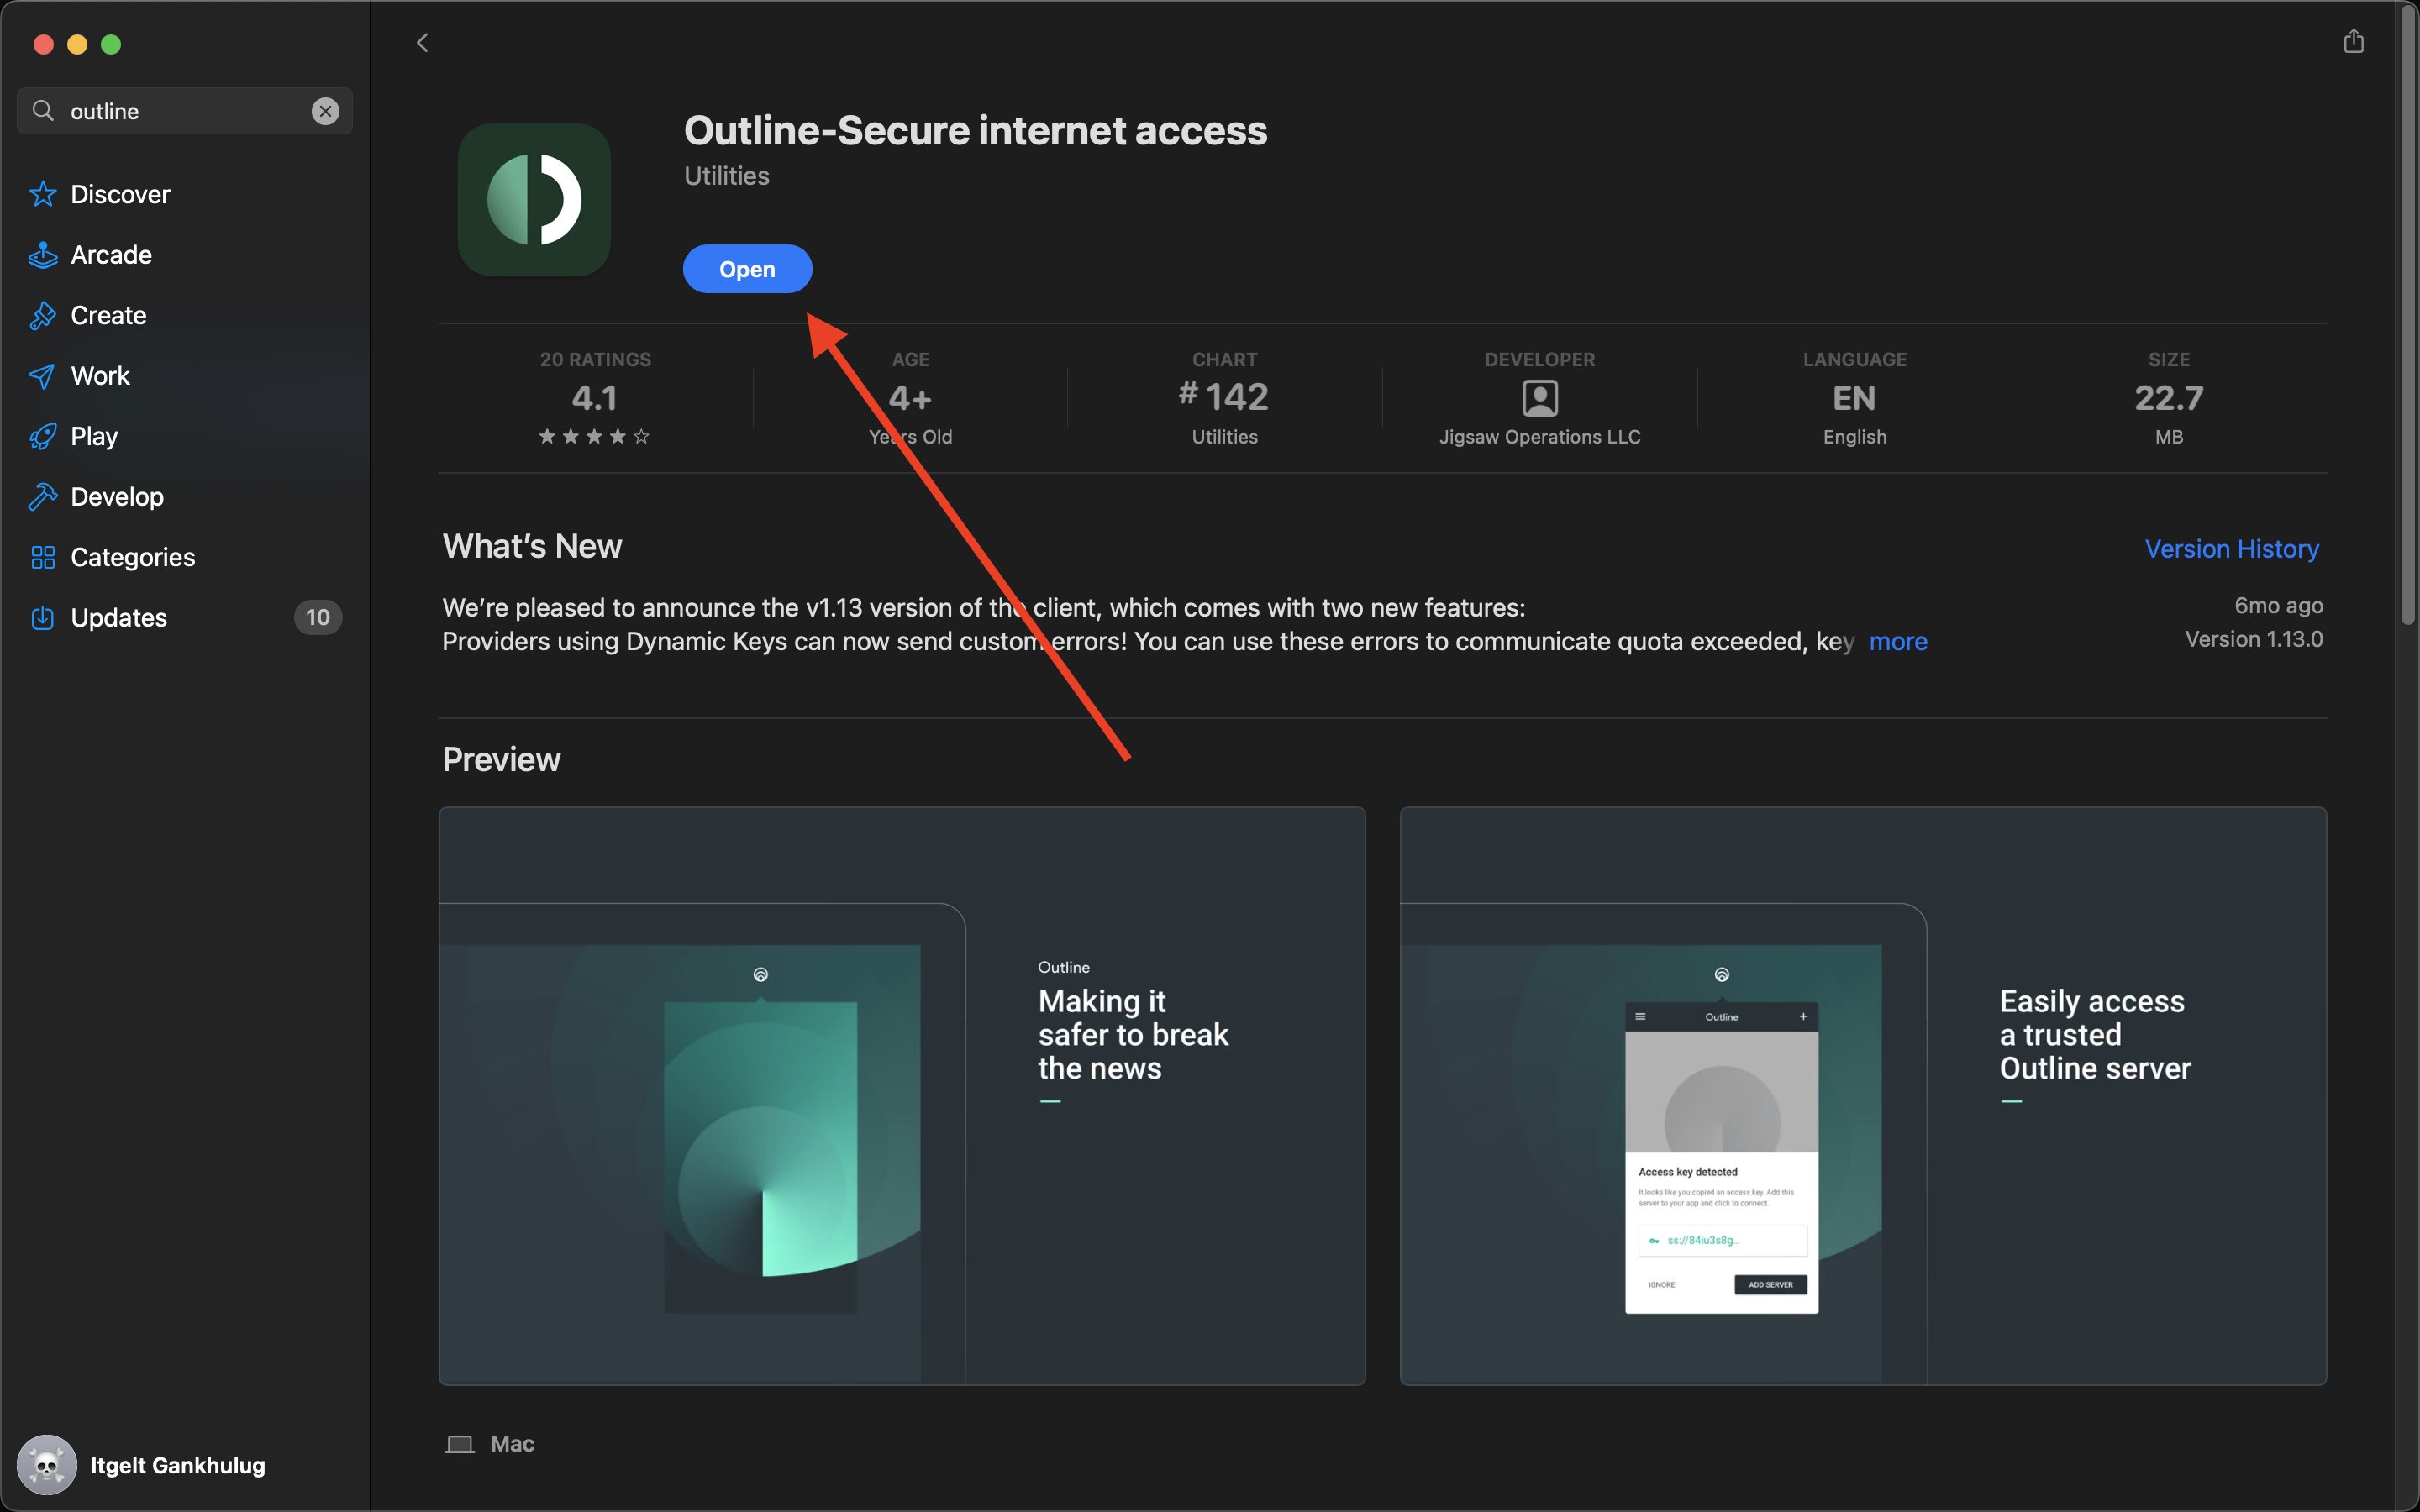 outline
Discover
Arcade
Create
Work
Play
Develop
Categories
Updates 10
Itgelt Gankhulug
Outline-Secure internet access
Utilities
Open
20 RATINGS
4.1
AGE
4+
Years Old
CHART
# 142
Utilities
DEVELOPER
Jigsaw Operations LLC
LANGUAGE
EN
English
SIZE
22.7
MB
What's New
Version History
We're pleased to announce the v1.13 version of the client, which comes with two new features:
6mo ago
Providers using Dynamic Keys can now send custom errors! You can use these errors to communicate quota exceeded, key more
Version 1.13.0
Preview
Outline
Making it
safer to break
the news
Outline
Access key detected
It looks like you copied an access key. Add this
server to your app and click to connect.
ss://84iu3s8g...
IGNORE
ADD SERVER
Easily access
a trusted
Outline server
Mac